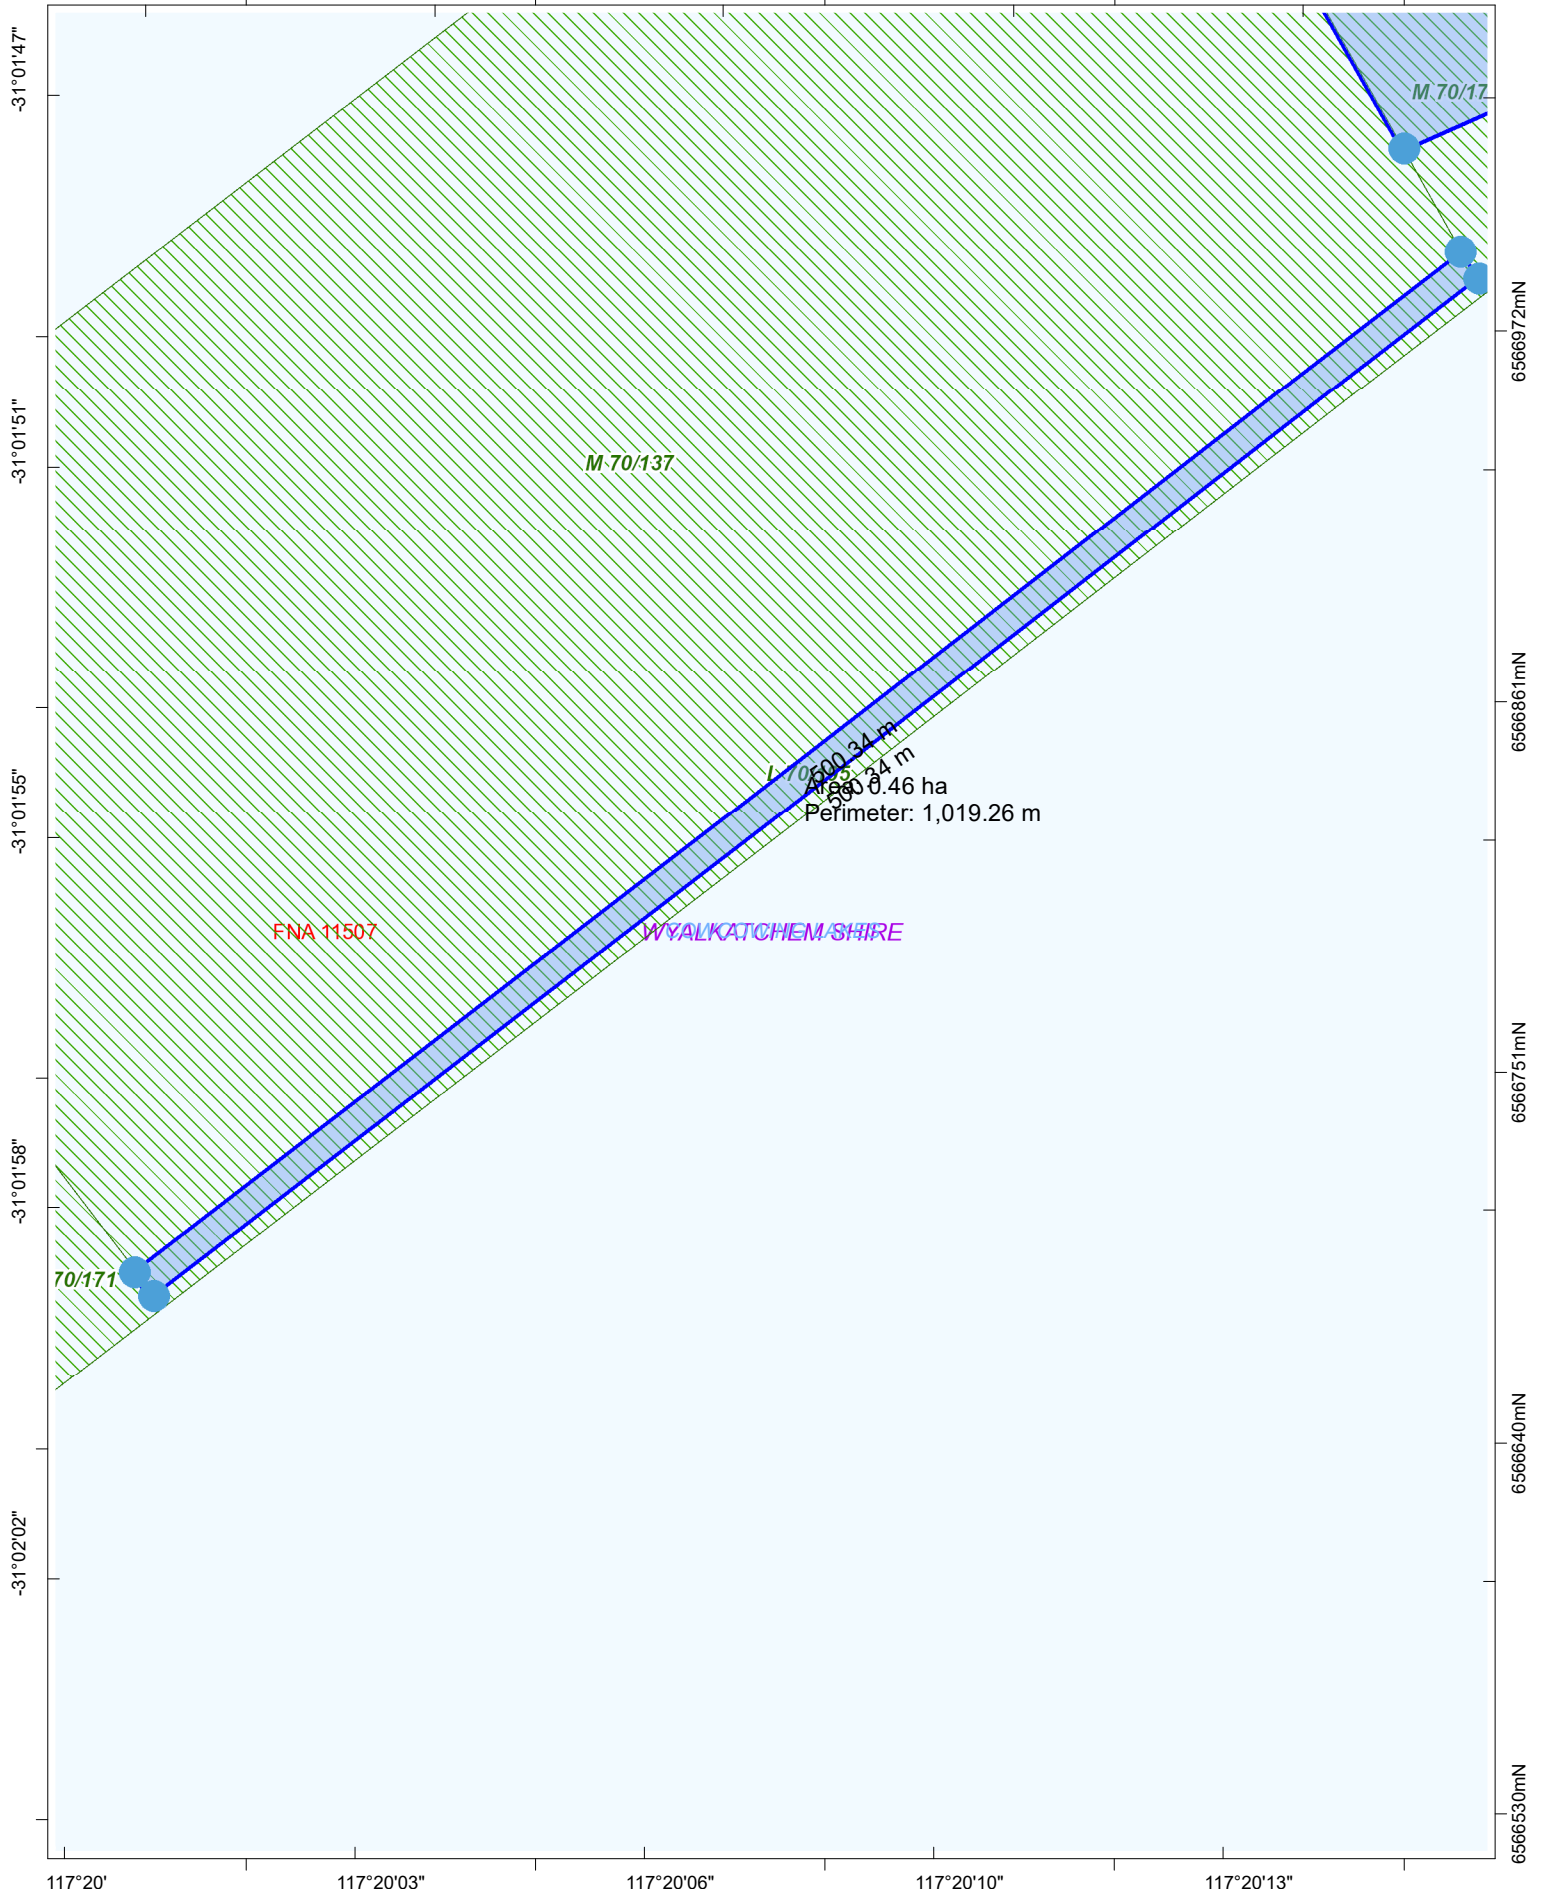 -31°01'47"
M 70/17
6566972mN
-31°01'51"
M 70/137
6566861mN
500.34 m
500.34 m
Area: 0.46 ha
Perimeter: 1,019.26 m
-31°01'55"
FNA 11507
WYALKATCHEM SHIRE
COWCOWING LAKES
6566751mN
-31°01'58"
70/171
6566640mN
-31°02'02"
6566530mN
117°20'
117°20'03"
117°20'06"
117°20'10"
117°20'13"